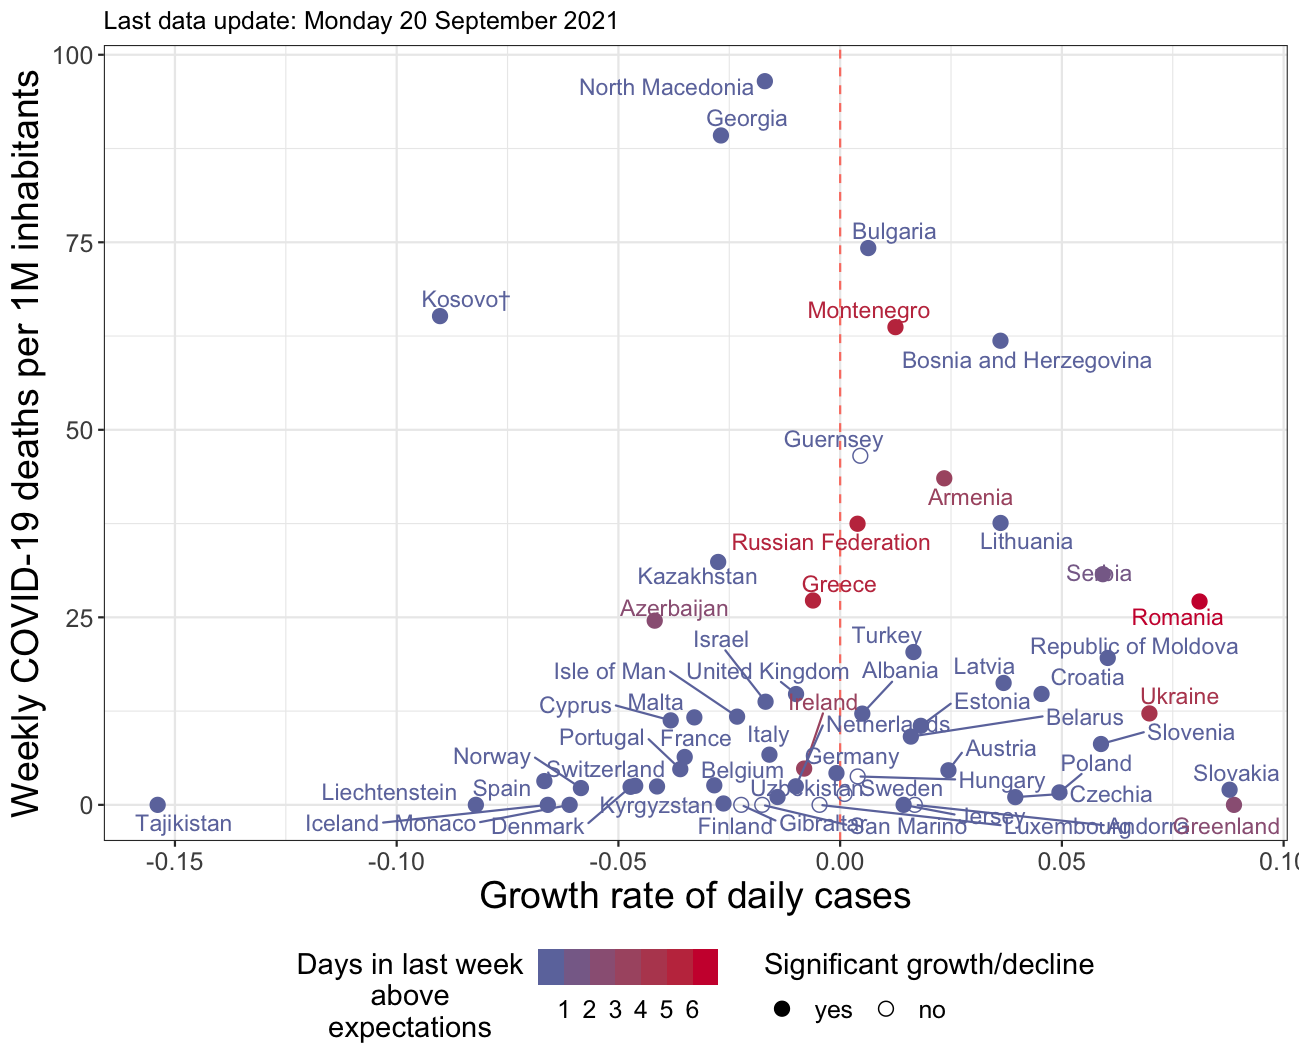 Last data update: Monday 20 September 2021
Weekly COVID-19 deaths per 1M inhabitants
100
75
50
25
0
North Macedonia
Georgia
Bulgaria
Kosovo†
Montenegro
Bosnia and Herzegovina
Guernsey
Armenia
Russian Federation
Lithuania
Kazakhstan
Serbia
Greece
Azerbaijan
Romania
Israel
Turkey
Republic of Moldova
Isle of Man
United Kingdom
Albania
Latvia
Croatia
Cyprus
Malta
Ireland
Estonia
Ukraine
Portugal
France
Italy
Netherlands
Belarus
Slovenia
Norway
Switzerland
Belgium
Germany
Austria
Poland
Slovakia
Liechtenstein
Spain
Kyrgyzstan
Uzbekistan
Sweden
Hungary
Czechia
Tajikistan
Iceland
Monaco
Denmark
Finland
Gibraltar
San Marino
Jersey
Luxembourg
Andorra
Greenland
-0.15
-0.10
-0.05
0.00
0.05
0.10
Growth rate of daily cases
Days in last week
above
expectations
1 2 3 4 5 6
Significant growth/decline
yes
no